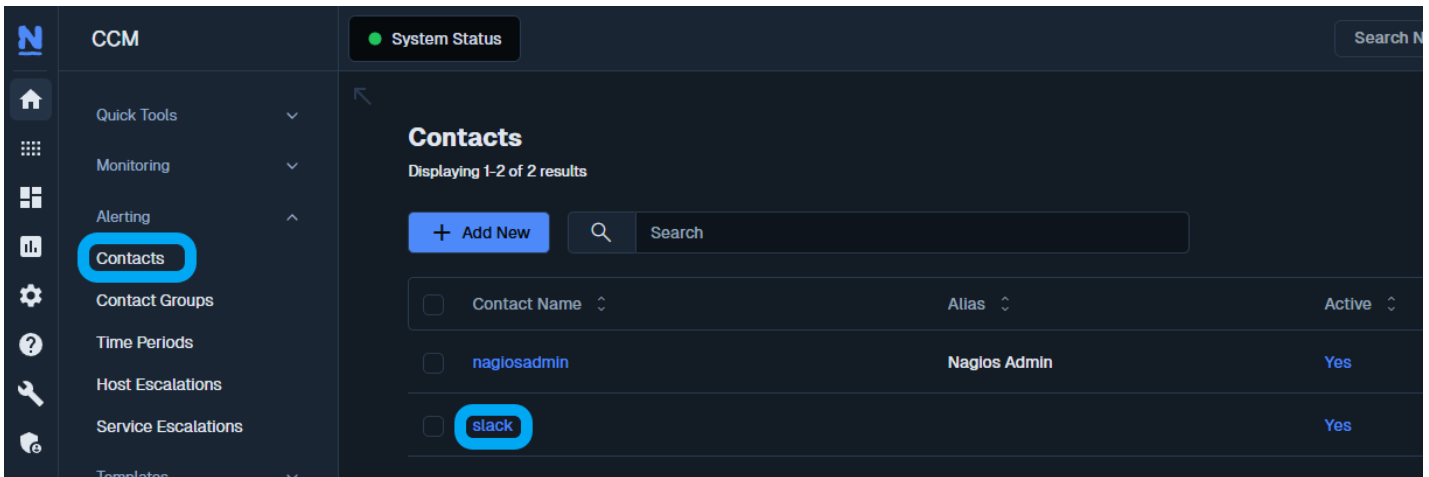 N
CCM
System Status
Search N
Quick Tools
Monitoring
Alerting
Contacts
Contact Groups
Time Periods
Host Escalations
Service Escalations
Templates
Contacts
Displaying 1-2 of 2 results
+ Add New
Search
Contact Name
Alias
Active
nagiosadmin
Nagios Admin
Yes
slack
Yes